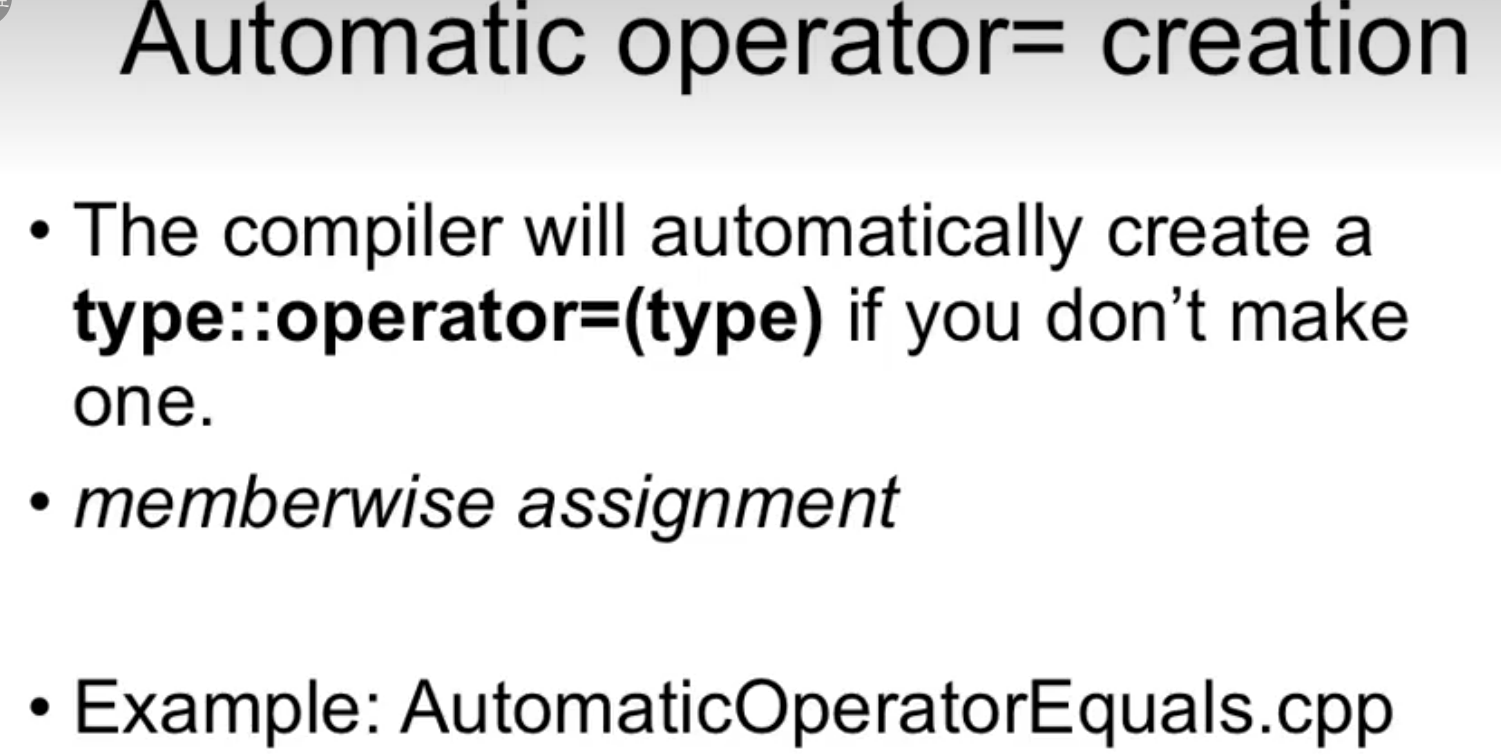 Automatic operator= creation
• The compiler will automatically create a
type::operator=(type) if you don’t make
one.
• memberwise assignment
• Example: AutomaticOperatorEquals.cpp